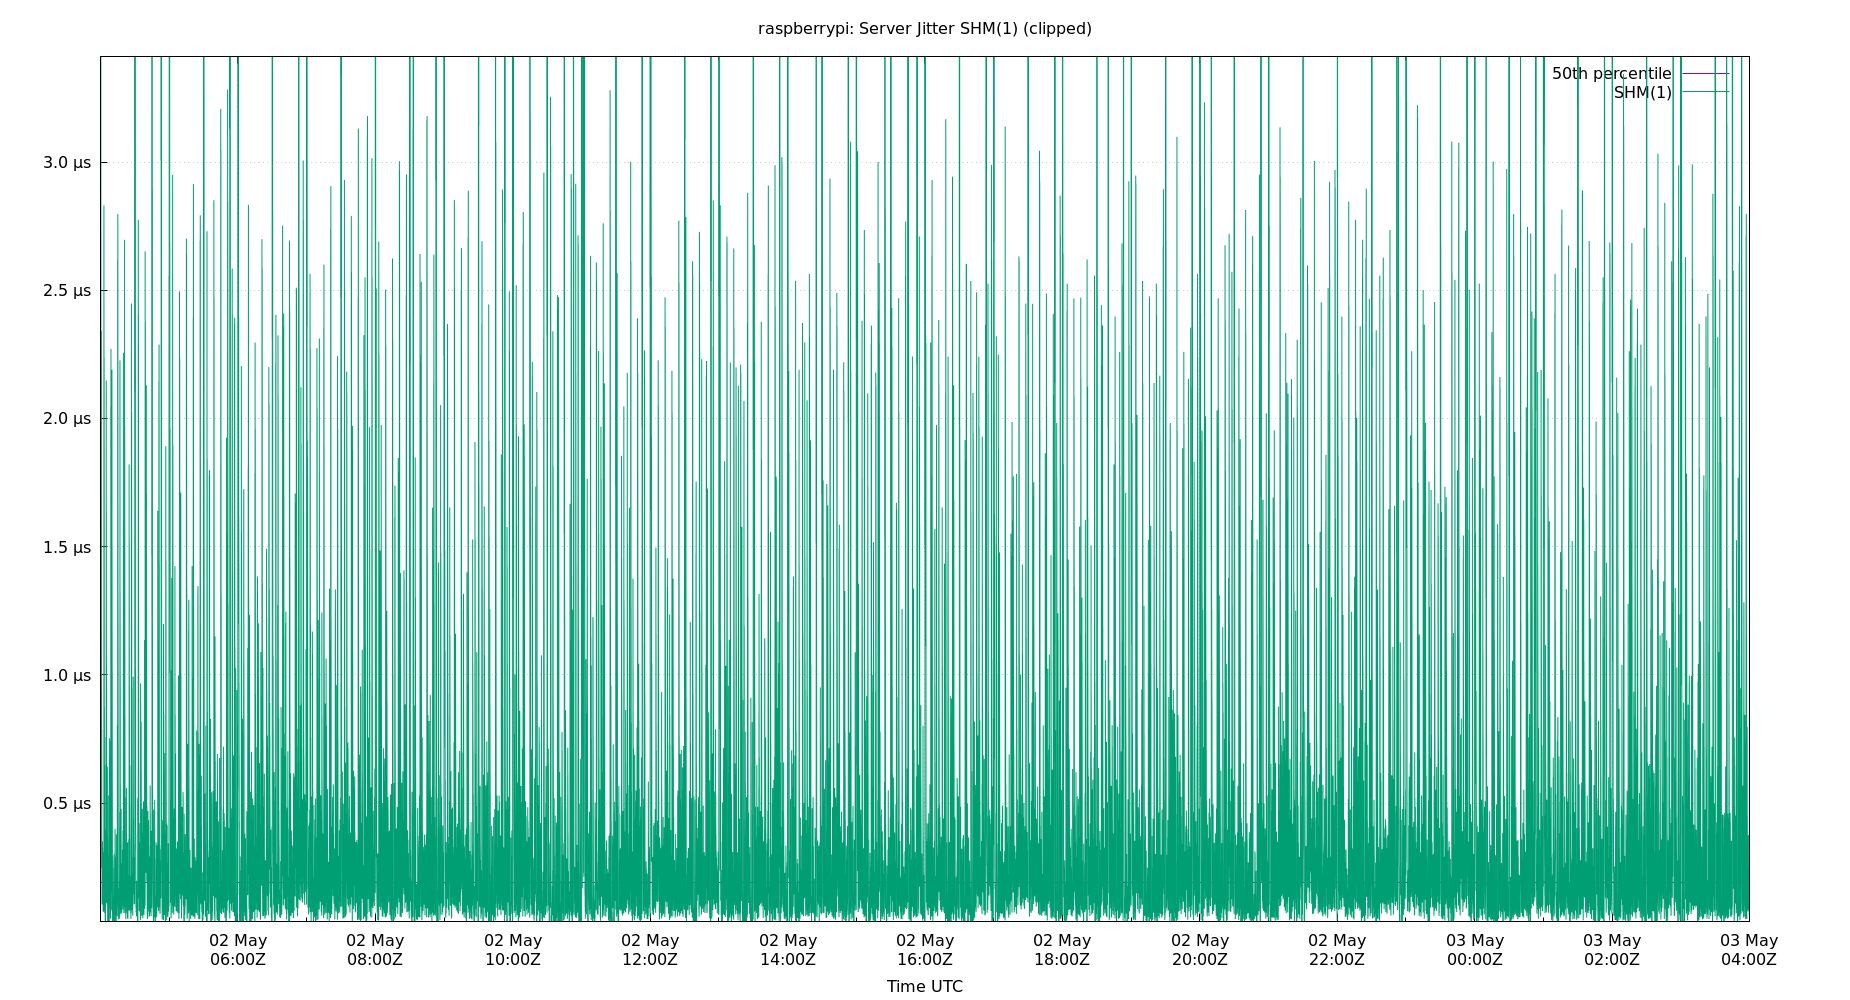 raspberrypi: Server Jitter SHM(1) (clipped)
50th percentile
SHM(1)
3.0 µs
2.5 µs
2.0 µs
1.5 µs
1.0 µs
0.5 µs
02 May 02 May 02 May 02 May 02 May 02 May 02 May 02 May 02 May 03 May 03 May 03 May
06:00Z 08:00Z 10:00Z 12:00Z 14:00Z 16:00Z 18:00Z 20:00Z 22:00Z 00:00Z 02:00Z 04:00Z
Time UTC